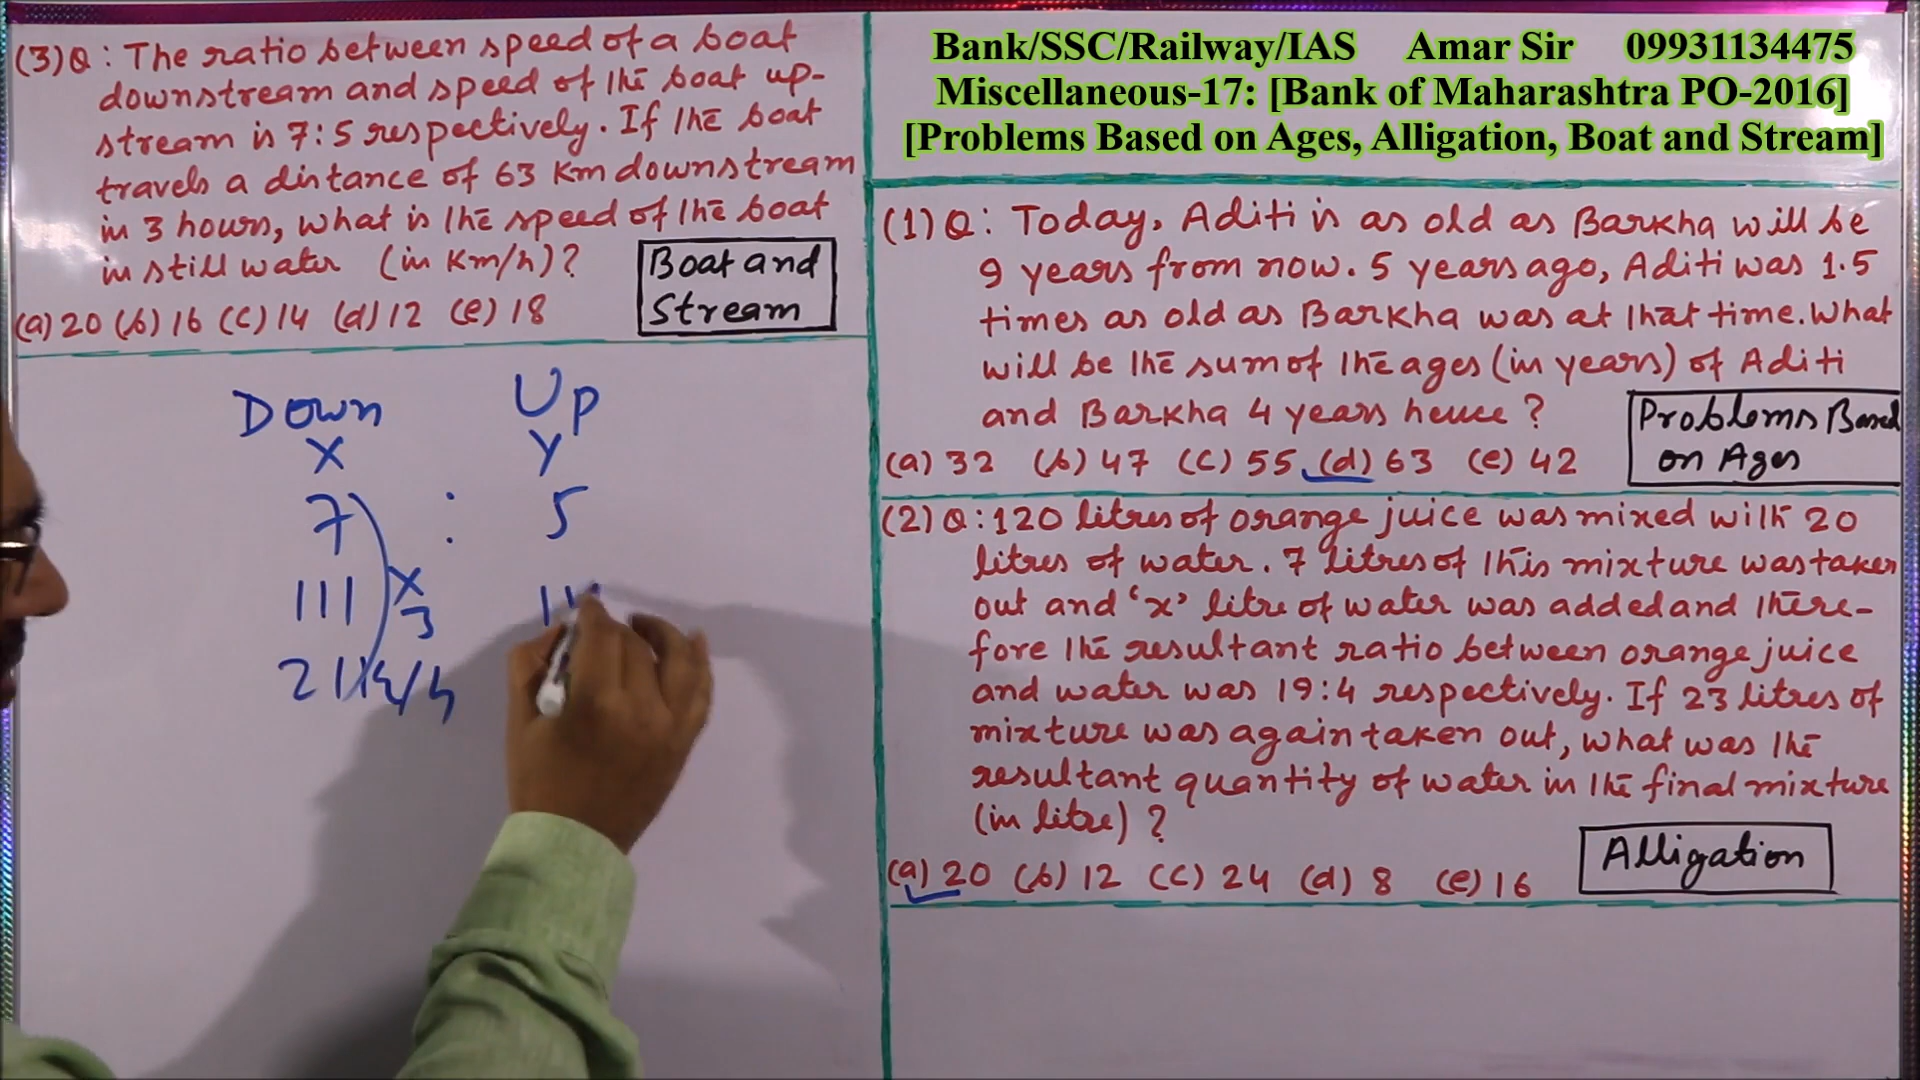 (3)Q: The ratio between speed of a boat
downstream and speed of the boat up-
stream is 7:5 respectively. If the boat
travels a distance of 63 Km downstream
in 3 hours, what is the speed of the boat
in still water (in Km/h)?
(a) 20 (b) 16 (c) 14 (d) 12 (e) 18
Boat and
Stream
Down Up
X Y
7 : 5
111 X 3 11
21 k/h
Bank/SSC/Railway/IAS Amar Sir 09931134475
Miscellaneous-17: [Bank of Maharashtra PO-2016]
[Problems Based on Ages, Alligation, Boat and Stream]
(1)Q: Today, Aditi is as old as Barkha will be
9 years from now. 5 years ago, Aditi was 1.5
times as old as Barkha was at that time. What
will be the sum of the ages (in years) of Aditi
and Barkha 4 years hence?
(a) 32 (b) 47 (c) 55 (d) 63 (e) 42
Problems Based
on Ages
(2)Q: 120 litres of orange juice was mixed with 20
litres of water. 7 litres of this mixture was taken
out and 'x' litre of water was added and there-
fore the resultant ratio between orange juice
and water was 19:4 respectively. If 23 litres of
mixture was again taken out, what was the
resultant quantity of water in the final mixture
(in litre)?
(a) 20 (b) 12 (c) 24 (d) 8 (e) 16
Alligation